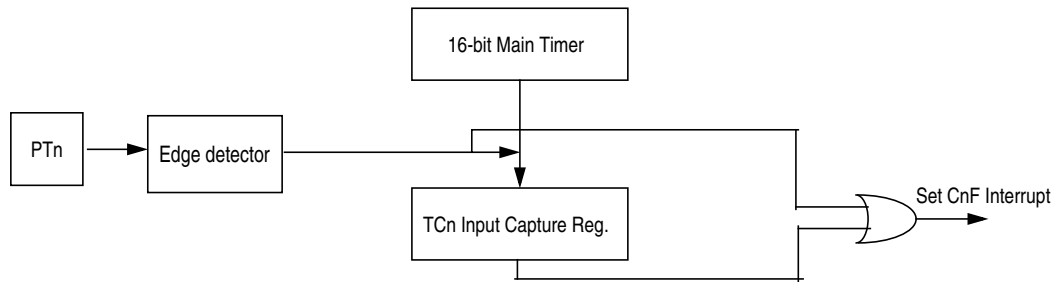 16-bit Main Timer
PTn
Edge detector
TCn Input Capture Reg.
Set CnF Interrupt